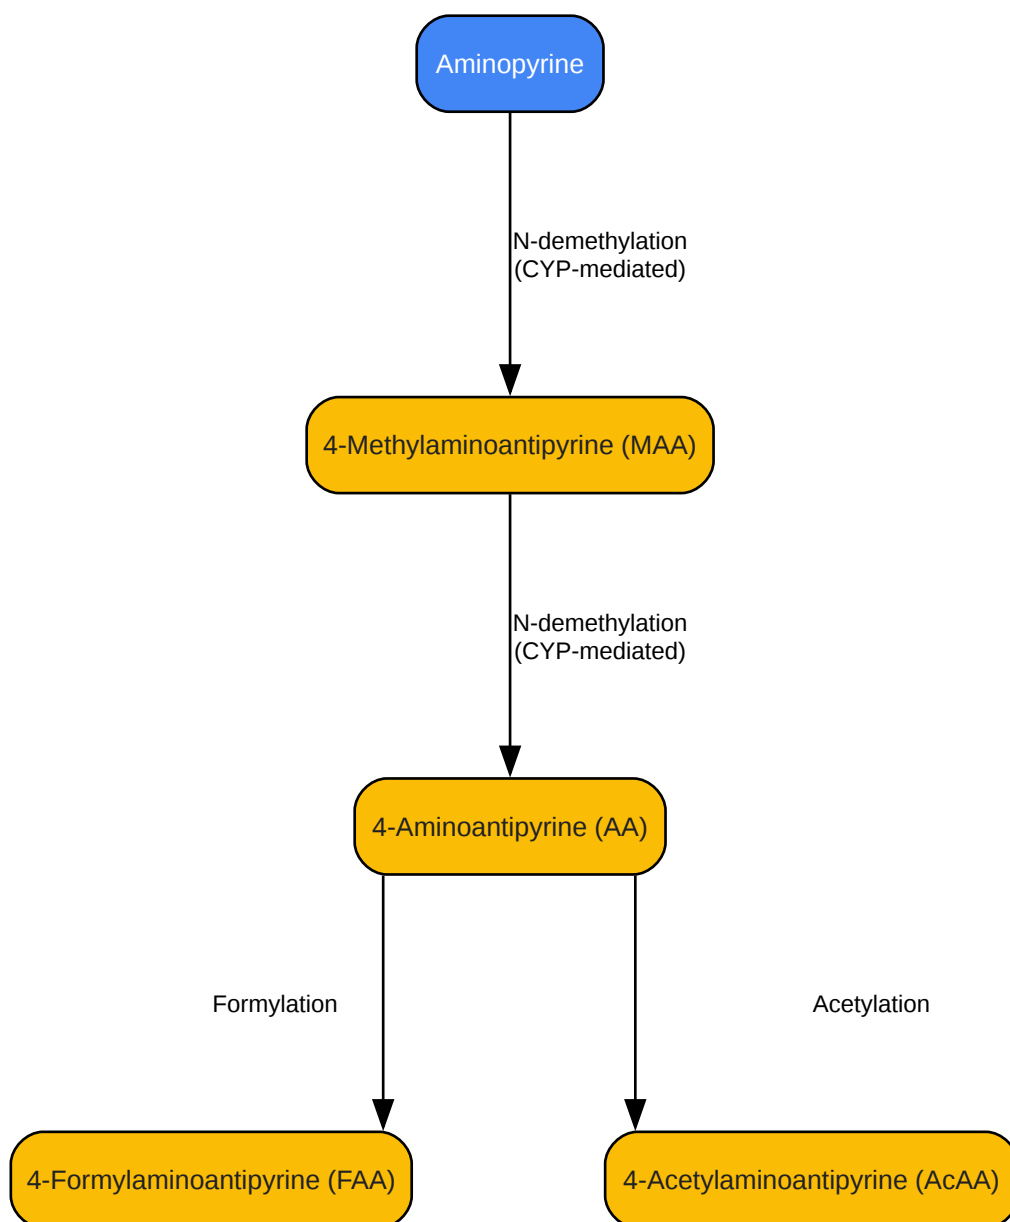 Aminopyrine
N-demethylation
(CYP-mediated)
4-Methylaminoantipyrine (MAA)
N-demethylation
(CYP-mediated)
4-Aminoantipyrine (AA)
Formylation
Acetylation
4-Formylaminoantipyrine (FAA)
4-Acetylaminoantipyrine (AcAA)